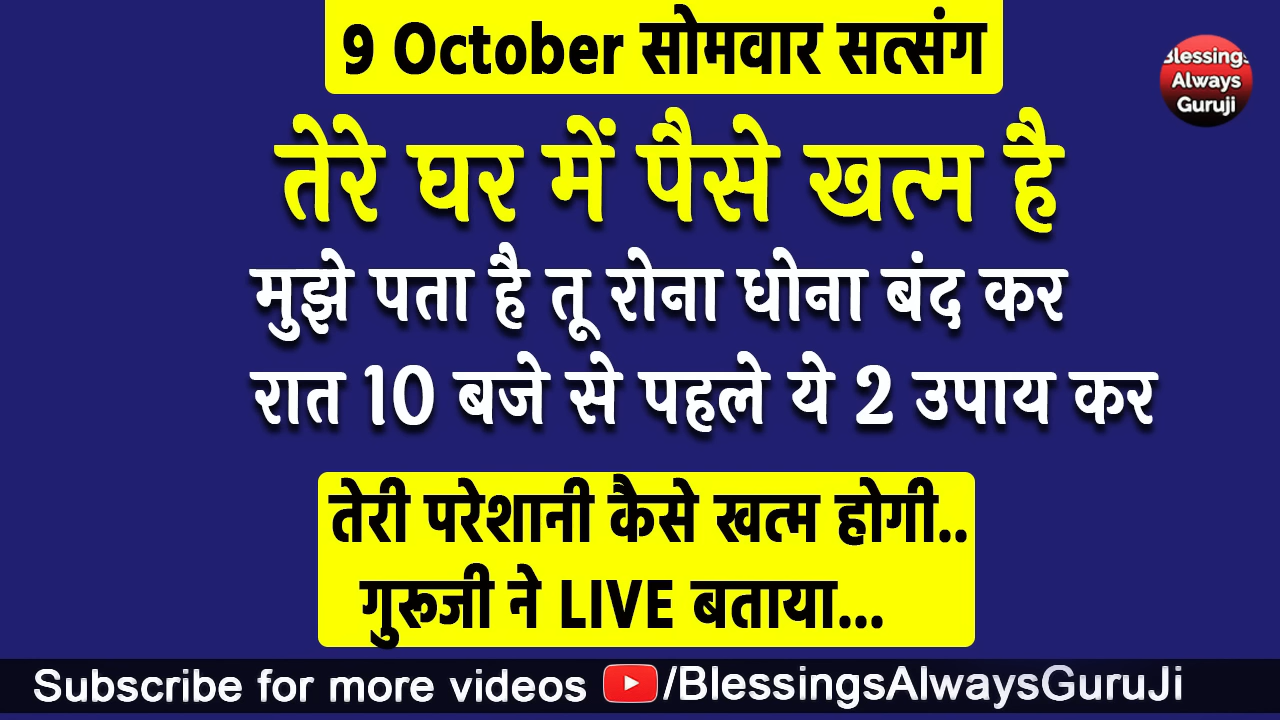 9 October सोमवार सत्संग
Blessings
Always
Guruji
तेरे घर में पैसे खत्म है
मुझे पता है तू रोना धोना बंद कर
रात 10 बजे से पहले ये 2 उपाय कर
तेरी परेशानी कैसे खत्म होगी..
गुरूजी ने LIVE बताया...
Subscribe for more videos /BlessingsAlwaysGuruJi